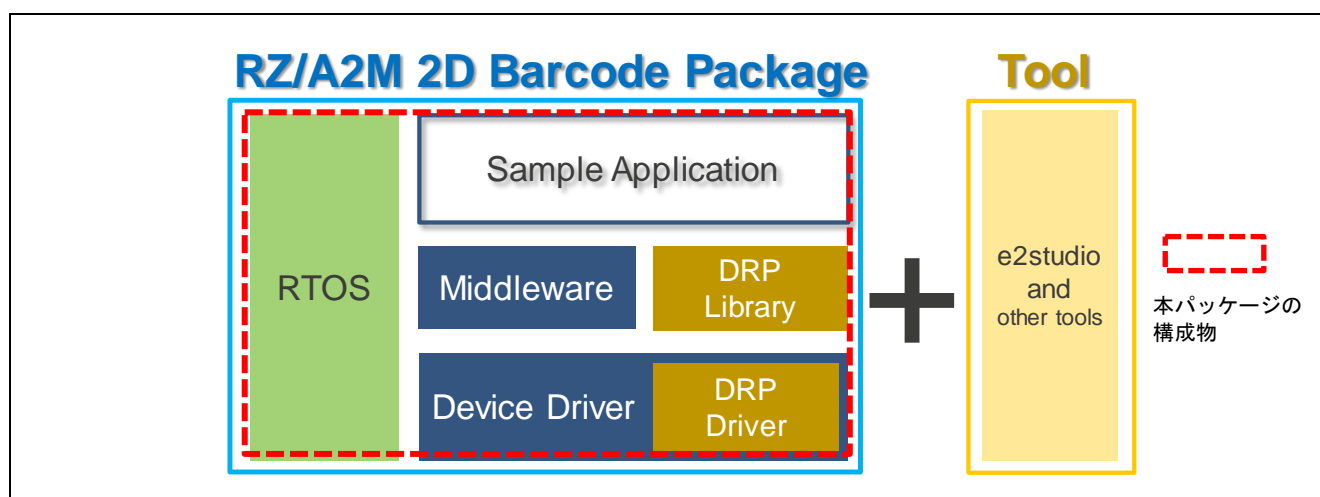 RZ/A2M 2D Barcode Package
Tool
RTOS
Sample Application
Middleware
DRP
Library
Device Driver
DRP
Driver
+
e2studio
and
other tools
本パッケージの
構成物